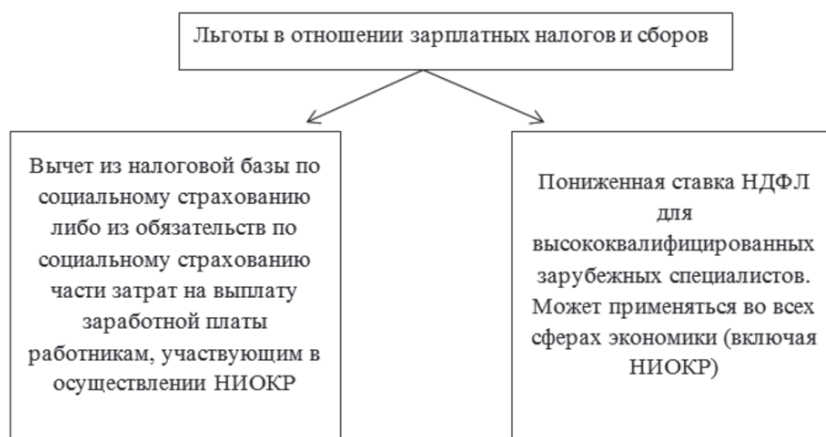 Льготы в отношении зарплатных налогов и сборов
Вычет из налоговой базы по
социальному страхованию
либо из обязательств по
социальному страхованию
части затрат на выплату
заработной платы
работникам, участвующим в
осуществлении НИОКР
Пониженная ставка НДФЛ
для
высококвалифицированных
зарубежных специалистов.
Может применяться во всех
сферах экономики (включая
НИОКР)